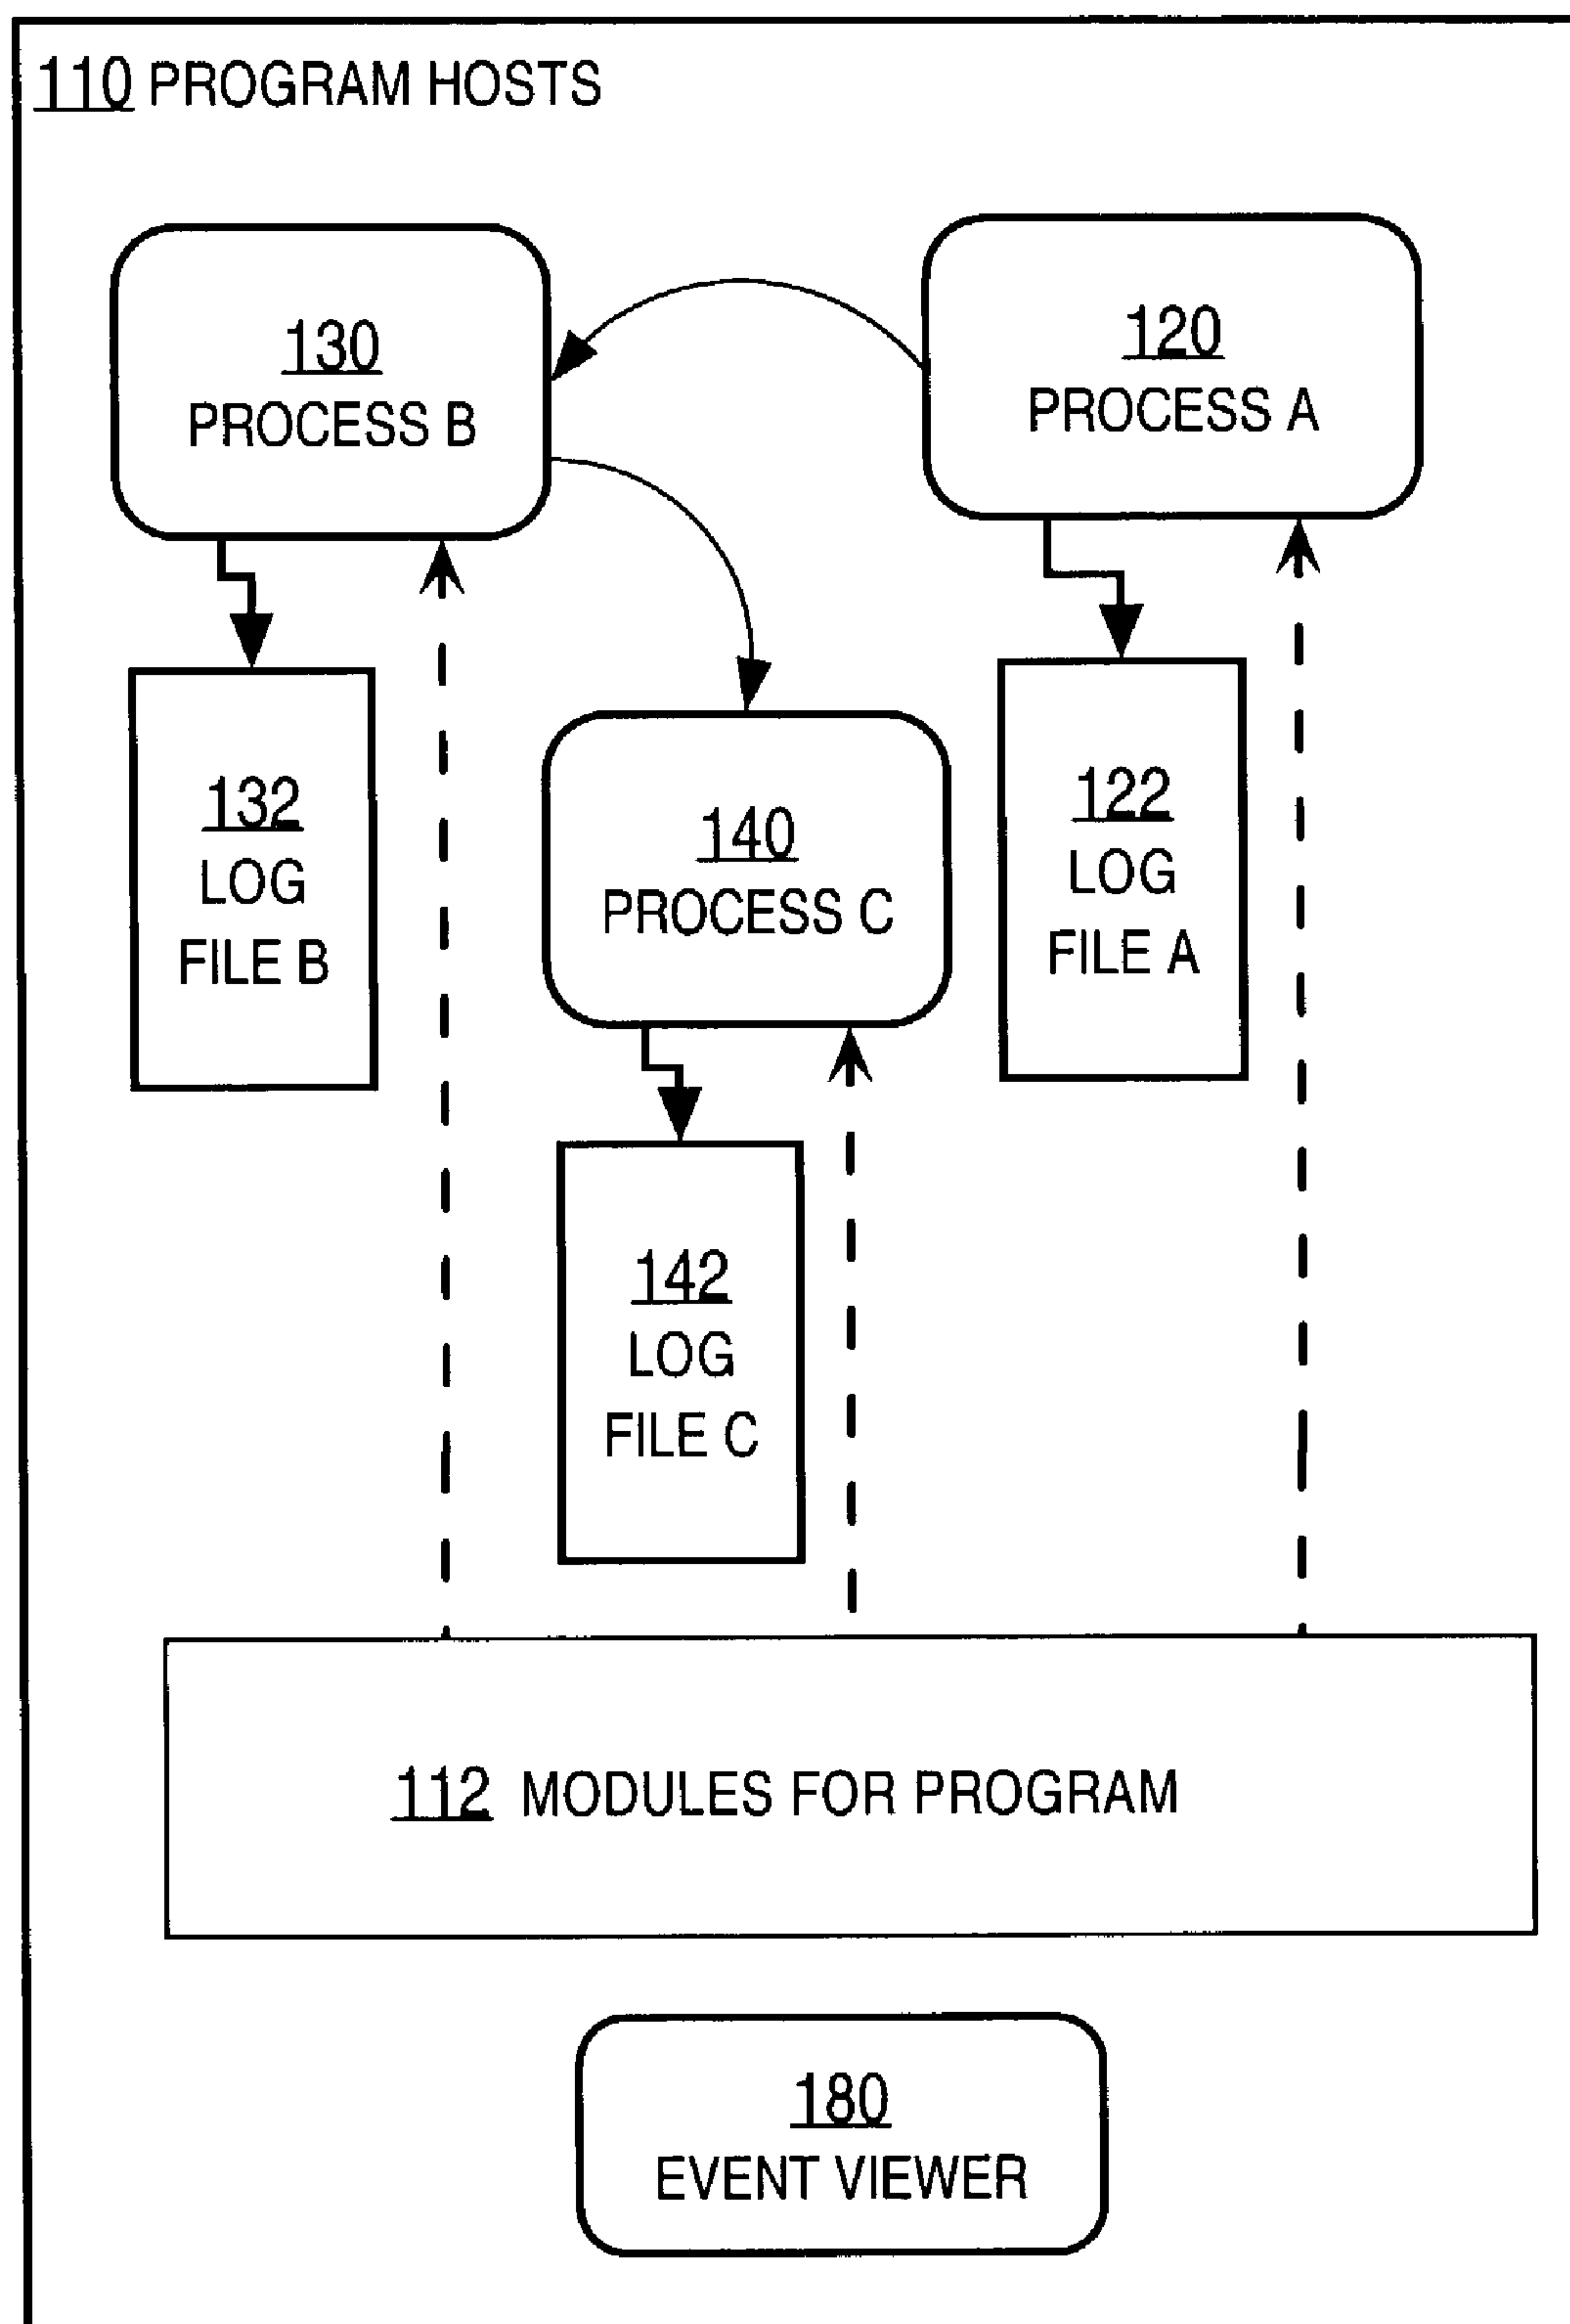 110 PROGRAM HOSTS
130
PROCESS B
120
PROCESS A
132
LOG
FILE B
140
PROCESS C
122
LOG
FILE A
142
LOG
FILE C
112 MODULES FOR PROGRAM
180
EVENT VIEWER